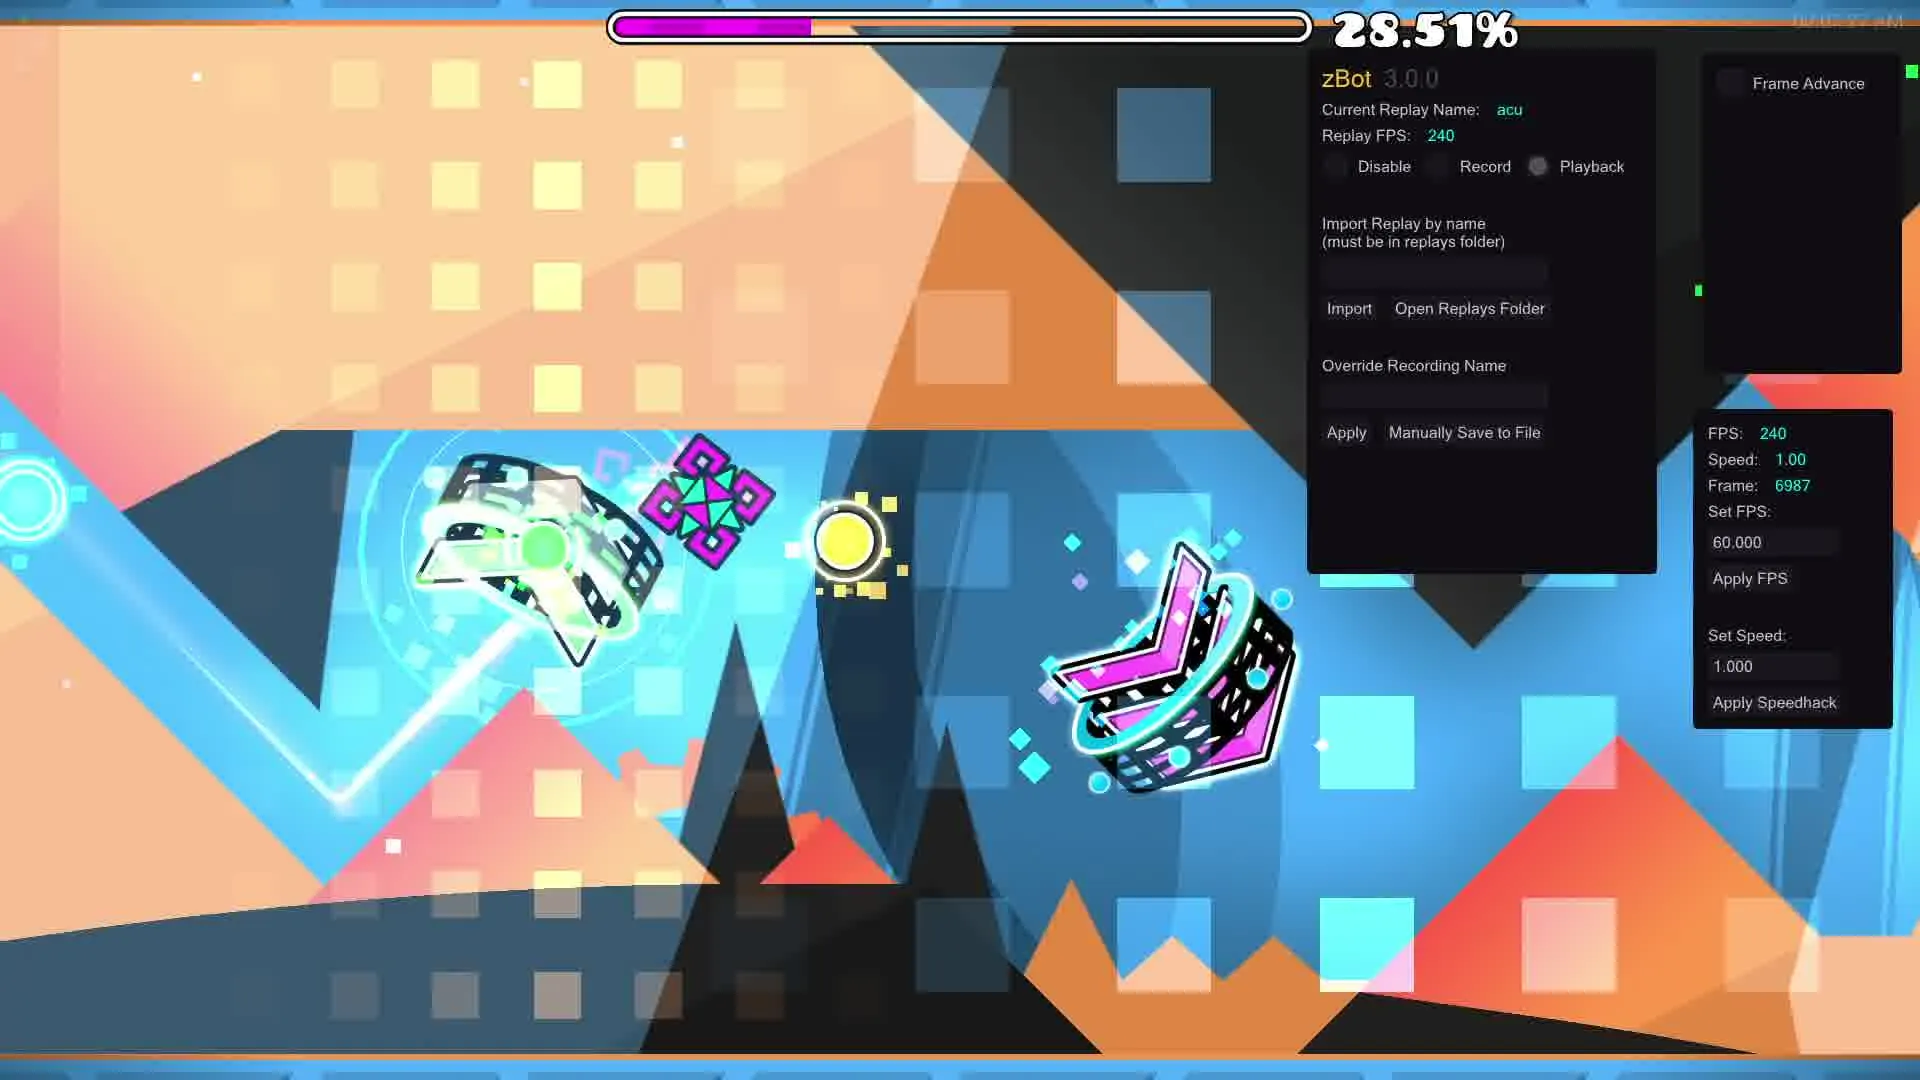 28.51%
zBot 3.0.0
Current Replay Name: acu
Replay FPS: 240
Disable Record Playback
Import Replay by name
(must be in replays folder)
Import Open Replays Folder
Override Recording Name
Apply Manually Save to File
Frame Advance
FPS: 240
Speed: 1.00
Frame: 6987
Set FPS:
60.000
Apply FPS
Set Speed:
1.000
Apply Speedhack